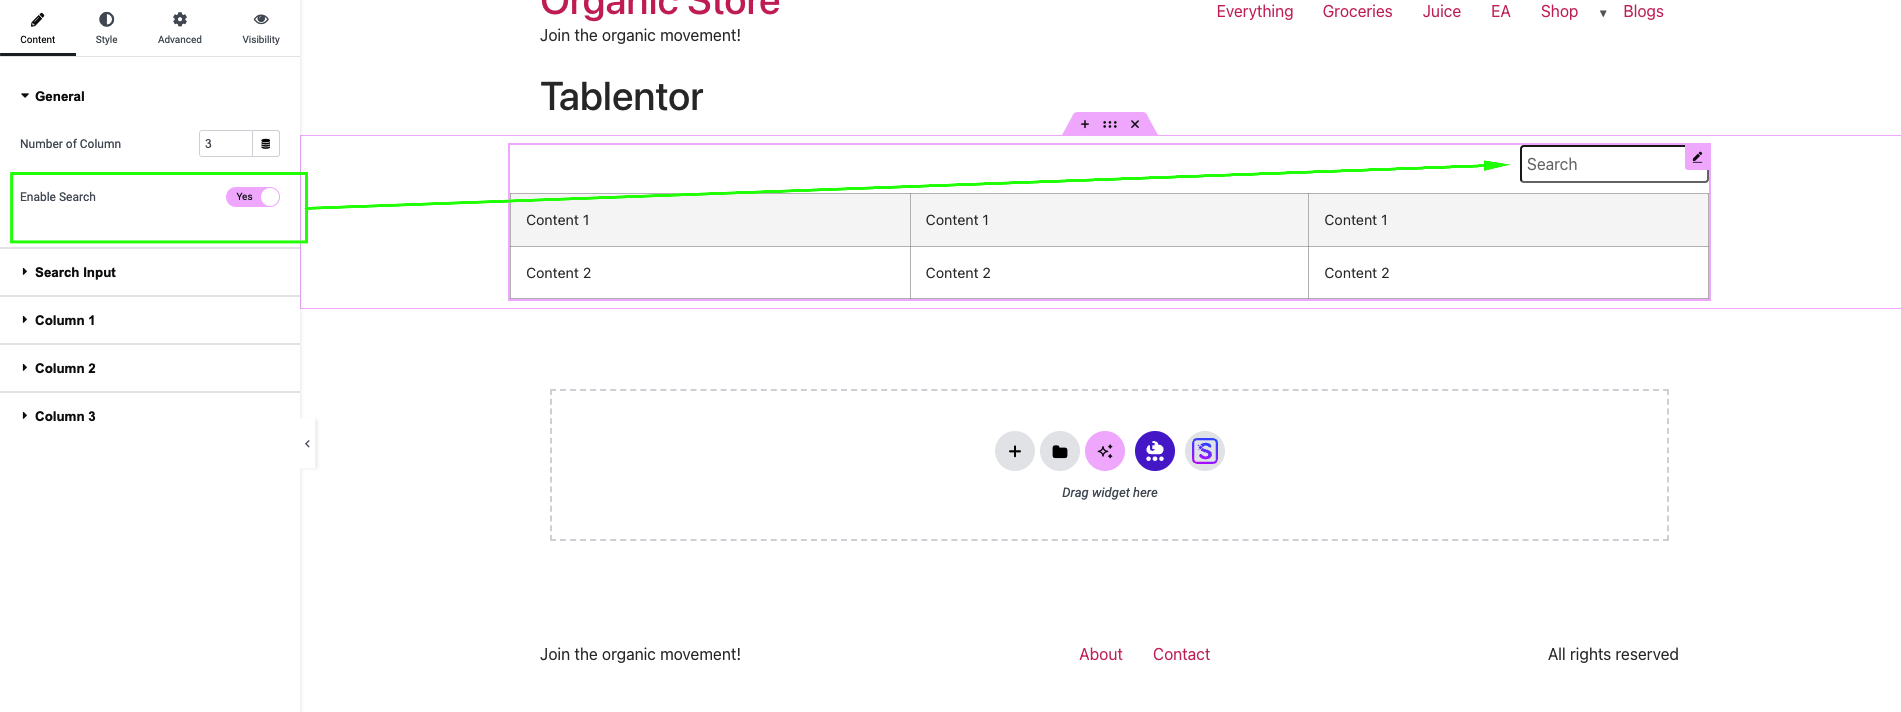 Content
Style
Advanced
Visibility
General
Number of Column
3
Enable Search
Yes
Search Input
Column 1
Column 2
Column 3
Organic Store
Join the organic movement!
Everything Groceries Juice EA Shop Blogs
Tablentor
Search
Content 1 Content 1 Content 1
Content 2 Content 2 Content 2
S
Drag widget here
Join the organic movement!
About Contact
All rights reserved